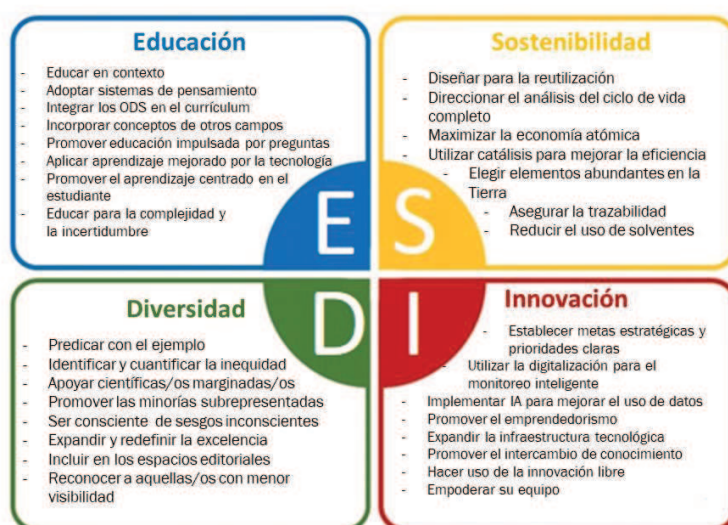 Educación
- Educar en contexto
- Adoptar sistemas de pensamiento
- Integrar los ODS en el currículum
- Incorporar conceptos de otros campos
- Promover educación impulsada por preguntas
- Aplicar aprendizaje mejorado por la tecnología
- Promover el aprendizaje centrado en el
estudiante
- Educar para la complejidad y
la incertidumbre
E
Sostenibilidad
- Diseñar para la reutilización
- Direccionar el análisis del ciclo de vida
completo
- Maximizar la economía atómica
- Utilizar catálisis para mejorar la eficiencia
- Elegir elementos abundantes en la
Tierra
- Asegurar la trazabilidad
- Reducir el uso de solventes
S
Diversidad
- Predicar con el ejemplo
- Identificar y cuantificar la inequidad
- Apoyar científicas/os marginadas/os
- Promover las minorías subrepresentadas
- Ser consciente de sesgos inconscientes
- Expandir y redefinir la excelencia
- Incluir en los espacios editoriales
- Reconocer a aquellas/os con menor
visibilidad
D
Innovación
- Establecer metas estratégicas y
prioridades claras
- Utilizar la digitalización para el
monitoreo inteligente
- Implementar IA para mejorar el uso de datos
- Promover el emprendedorismo
- Expandir la infraestructura tecnológica
- Promover el intercambio de conocimiento
- Hacer uso de la innovación libre
- Empoderar su equipo
I